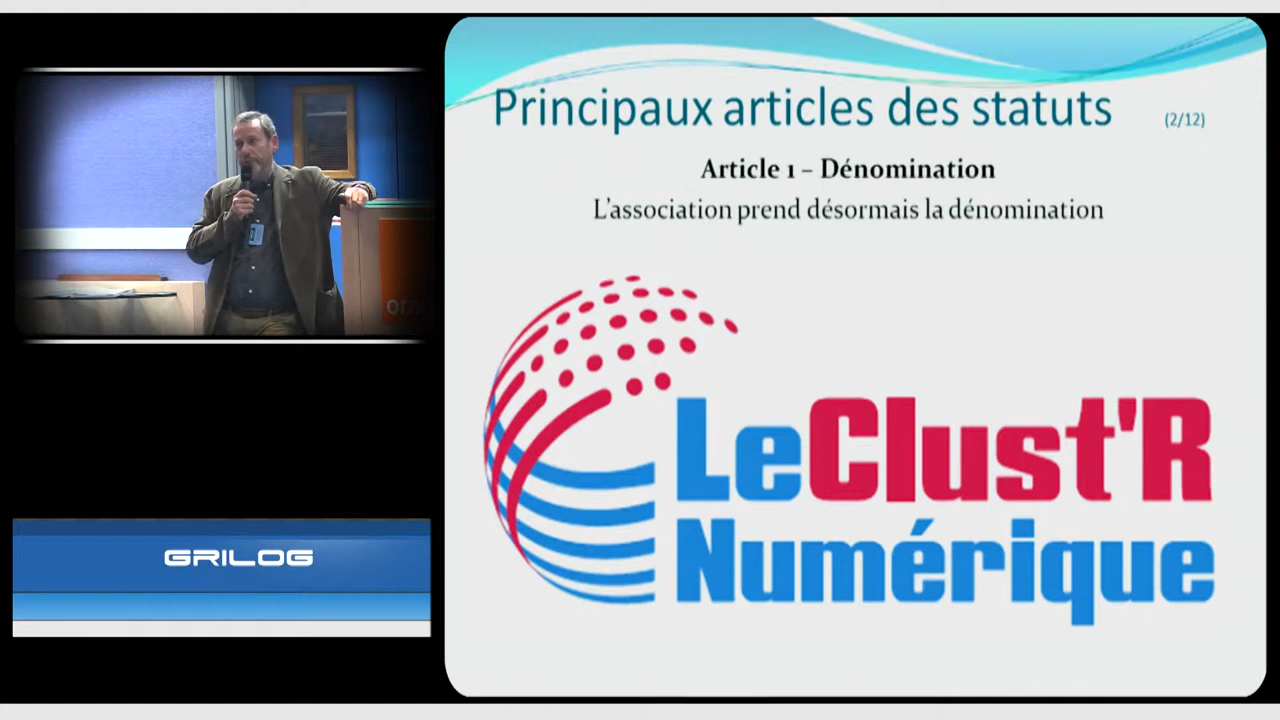 Principaux articles des statuts (2/12)
Article 1 – Dénomination
L'association prend désormais la dénomination
LeClust'R
Numérique
GRILOG